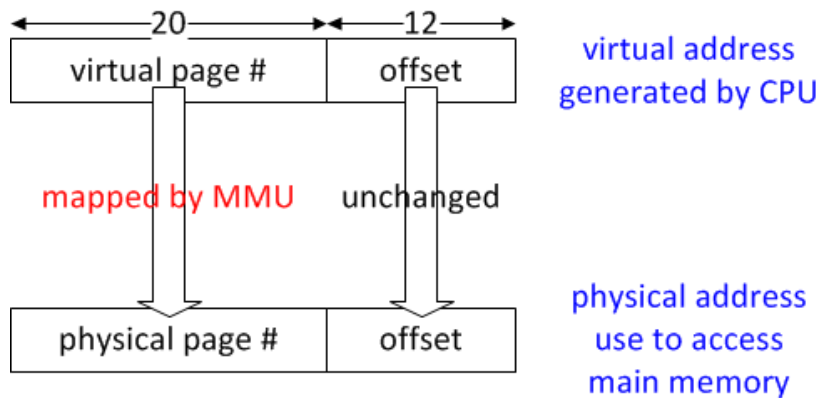 20
12
virtual page #
offset
virtual address
generated by CPU
mapped by MMU
unchanged
physical page #
offset
physical address
use to access
main memory